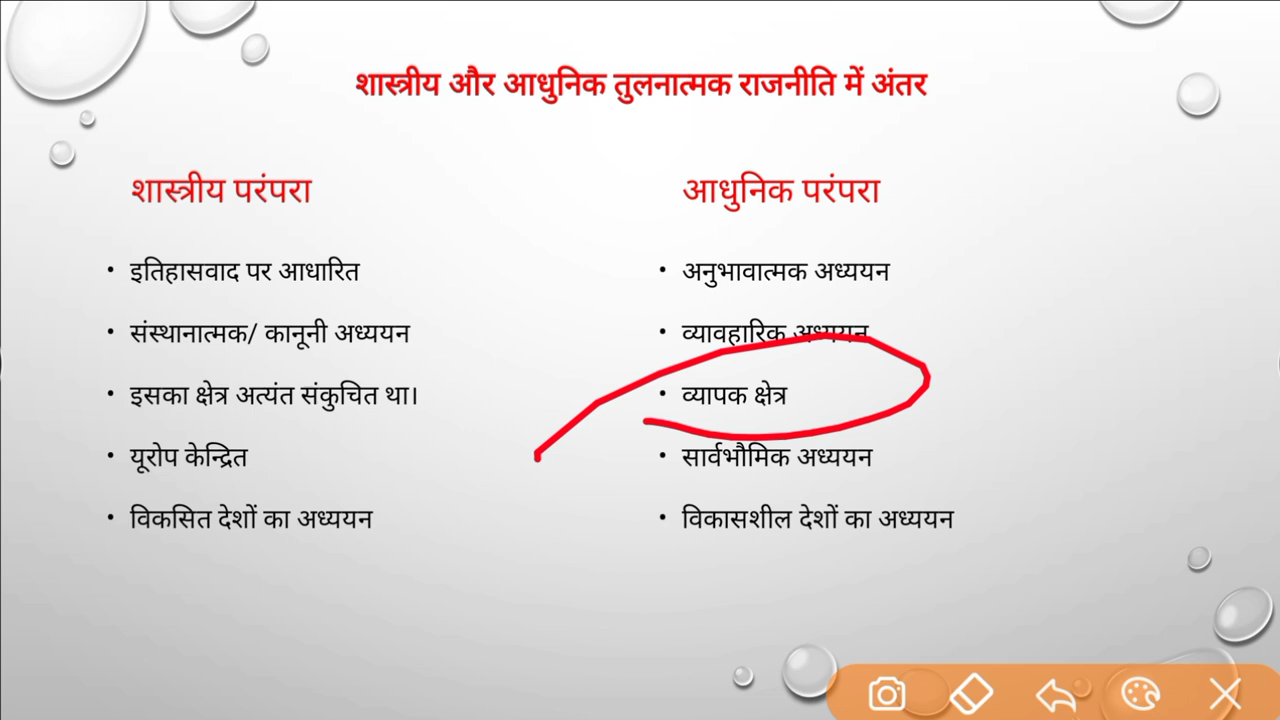 शास्त्रीय और आधुनिक तुलनात्मक राजनीति में अंतर
शास्त्रीय परंपरा
• इतिहासवाद पर आधारित
• संस्थानात्मक/ कानूनी अध्ययन
• इसका क्षेत्र अत्यंत संकुचित था।
• यूरोप केन्द्रित
• विकसित देशों का अध्ययन
आधुनिक परंपरा
• अनुभावात्मक अध्ययन
• व्यावहारिक अध्ययन
• व्यापक क्षेत्र
• सार्वभौमिक अध्ययन
• विकासशील देशों का अध्ययन